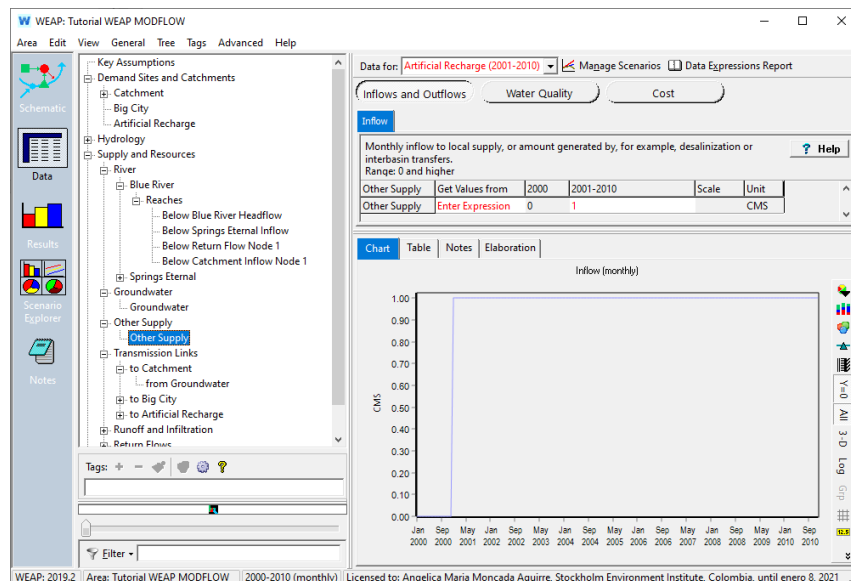 WEAP: Tutorial WEAP MODFLOW
Area Edit View General Tree Tags Advanced Help
Schematic
Data
Results
Scenario
Explorer
Notes
Key Assumptions
Demand Sites and Catchments
Catchment
Big City
Artificial Recharge
Hydrology
Supply and Resources
River
Blue River
Reaches
Below Blue River Headflow
Below Springs Eternal Inflow
Below Return Flow Node 1
Below Catchment Inflow Node 1
Springs Eternal
Groundwater
Groundwater
Other Supply
Other Supply
Transmission Links
to Catchment
from Groundwater
to Big City
to Artificial Recharge
Runoff and Infiltration
Return Flows
Tags:
Filter
Data for: Artificial Recharge (2001-2010) Manage Scenarios Data Expressions Report
Inflows and Outflows Water Quality Cost
Inflow
Monthly inflow to local supply, or amount generated by, for example, desalinization or
interbasin transfers.
Range: 0 and higher
? Help
Other Supply Get Values from 2000 2001-2010 Scale Unit
Other Supply Enter Expression 0 1 CMS
Chart Table Notes Elaboration
Inflow (monthly)
CMS
1.00
0.90
0.80
0.70
0.60
0.50
0.40
0.30
0.20
0.10
0.00
Jan Sep May Jan Sep May Jan Sep May Jan Sep May Jan Sep May Jan Sep
2000 2000 2001 2002 2002 2003 2004 2004 2005 2006 2006 2007 2008 2008 2009 2010 2010
Y=0
All
3-D
Log
Grp
12.5
WEAP: 2019.2 Area: Tutorial WEAP MODFLOW 2000-2010 (monthly) Licensed to: Angelica Maria Moncada Aguirre, Stockholm Environment Institute, Colombia, until enero 8, 2021